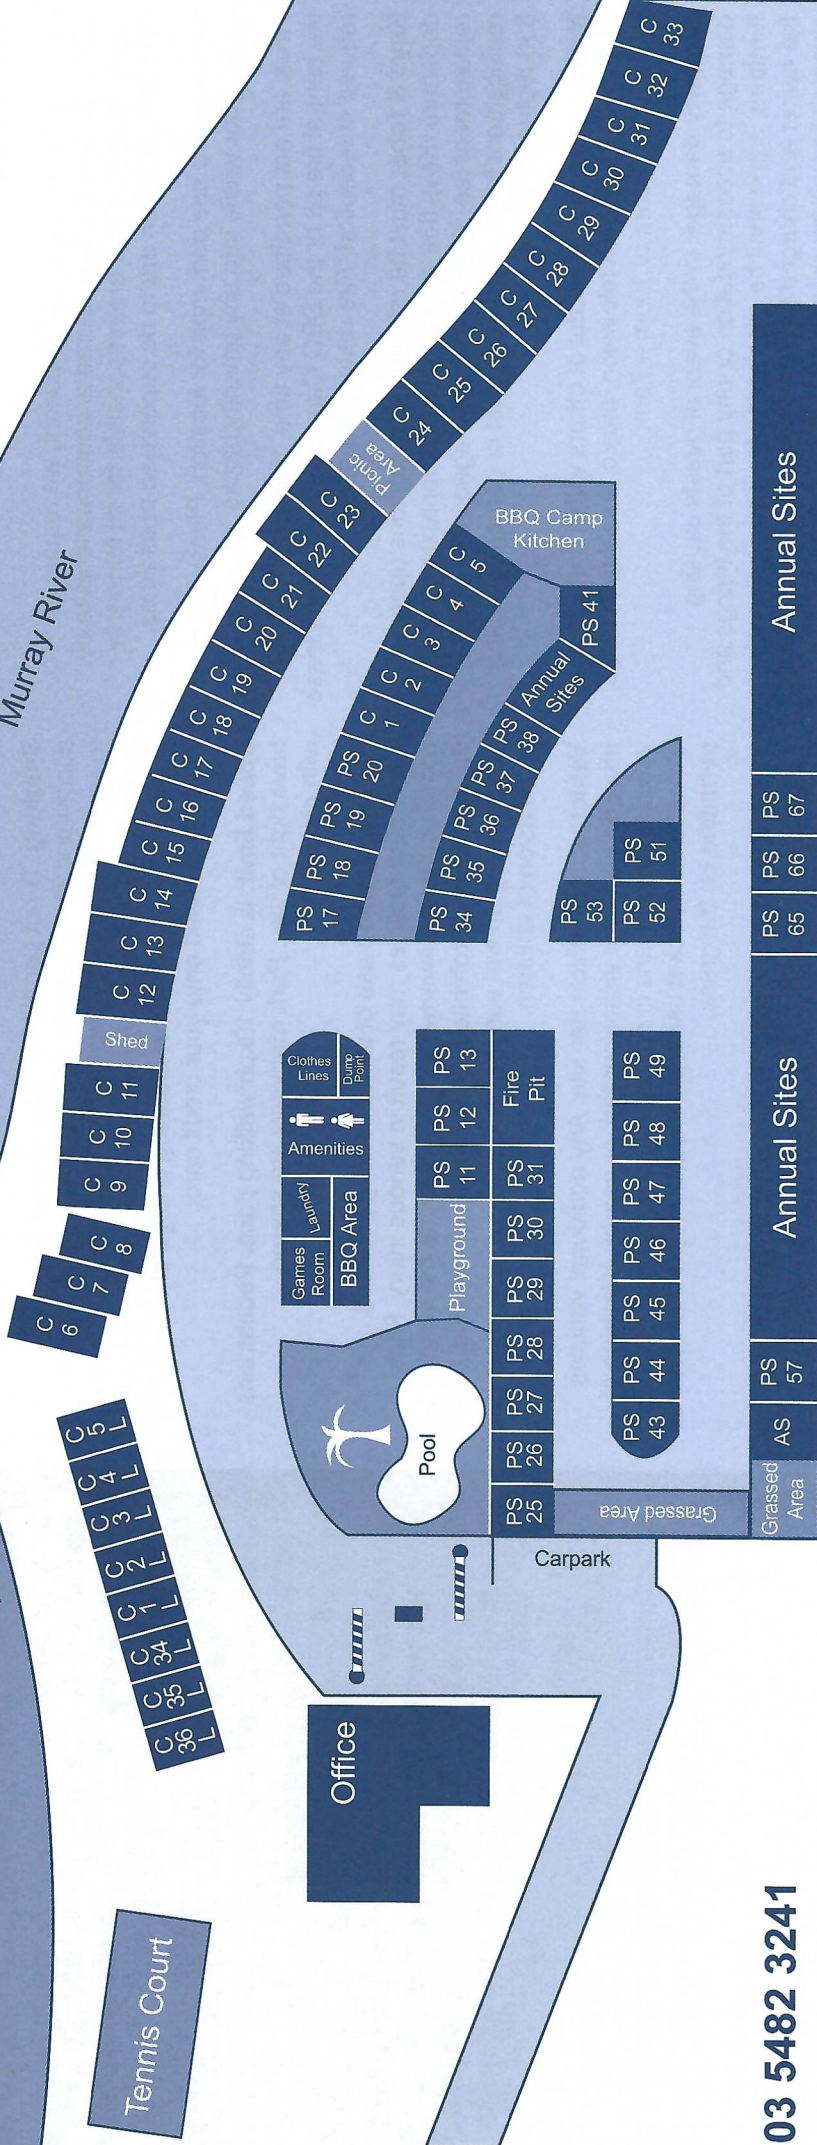 Murray River
C
33
C
32
C
31
C
30
C
29
C
28
C
27
C
26
C
25
C
24
Picnic
Area
C
23
C
22
C
21
C
20
C
19
C
18
C
17
C
16
C
15
C
14
C
13
C
12
Shed
C
11
C
10
C
9
C
8
C
7
C
6
C
5
L
C
4
L
C
3
L
C
2
L
C
1
L
C
34
L
C
35
L
C
36
L
Tennis Court
BBQ Camp
Kitchen
C
5
C
4
C
3
C
2
C
1
PS
20
PS
19
PS
18
PS
17
PS 41
Annual
Sites
PS
38
PS
37
PS
36
PS
35
PS
34
PS
51
PS
52
PS
53
Clothes
Lines
Dump
Point
Amenities
Laundry
Games
Room
BBQ Area
PS
13
PS
12
PS
11
Playground
Pool
Fire
Pit
PS
31
PS
30
PS
29
PS
28
PS
27
PS
26
PS
25
PS
49
PS
48
PS
47
PS
46
PS
45
PS
44
PS
43
Grassed Area
Carpark
Office
Annual Sites
PS
67
PS
66
PS
65
Annual Sites
PS
57
AS
Grassed
Area
03 5482 3241